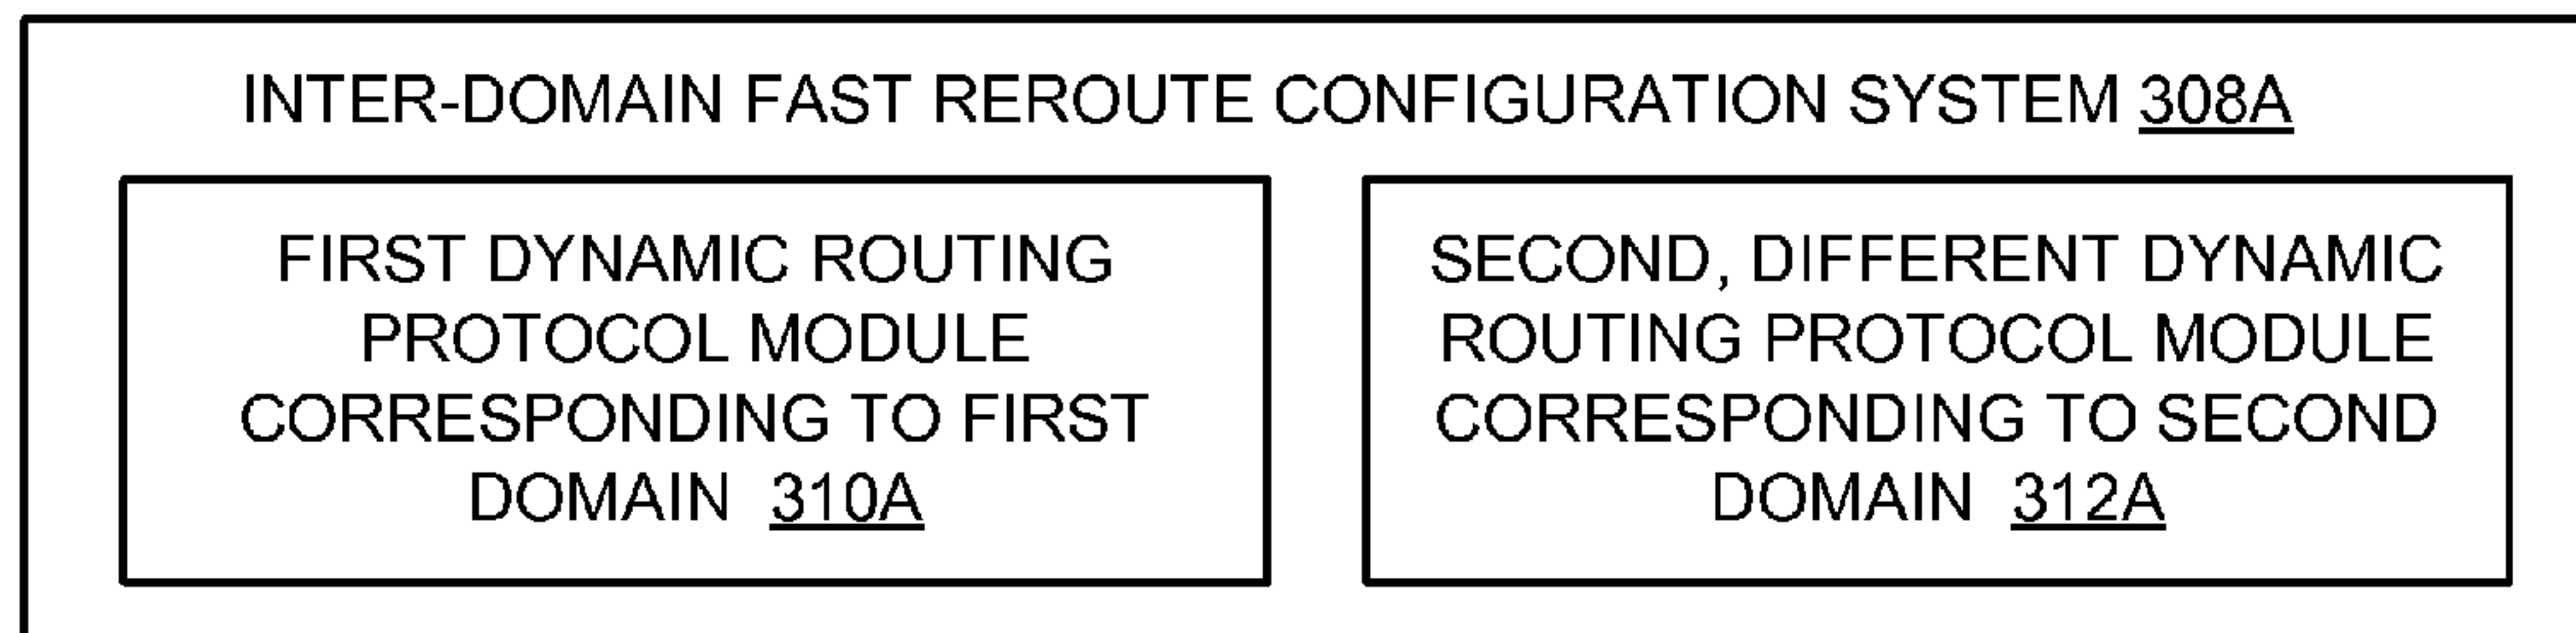 INTER-DOMAIN FAST REROUTE CONFIGURATION SYSTEM 308A
FIRST DYNAMIC ROUTING
PROTOCOL MODULE
CORRESPONDING TO FIRST
DOMAIN 310A
SECOND, DIFFERENT DYNAMIC
ROUTING PROTOCOL MODULE
CORRESPONDING TO SECOND
DOMAIN 312A